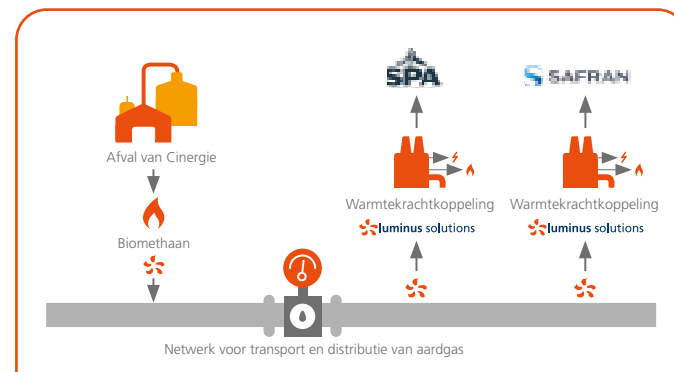 SPA
SAFRAN
Afval van Cinergie
Warmtekrachtkoppeling
Warmtekrachtkoppeling
luminus solutions
luminus solutions
Biomethaan
Netwerk voor transport en distributie van aardgas